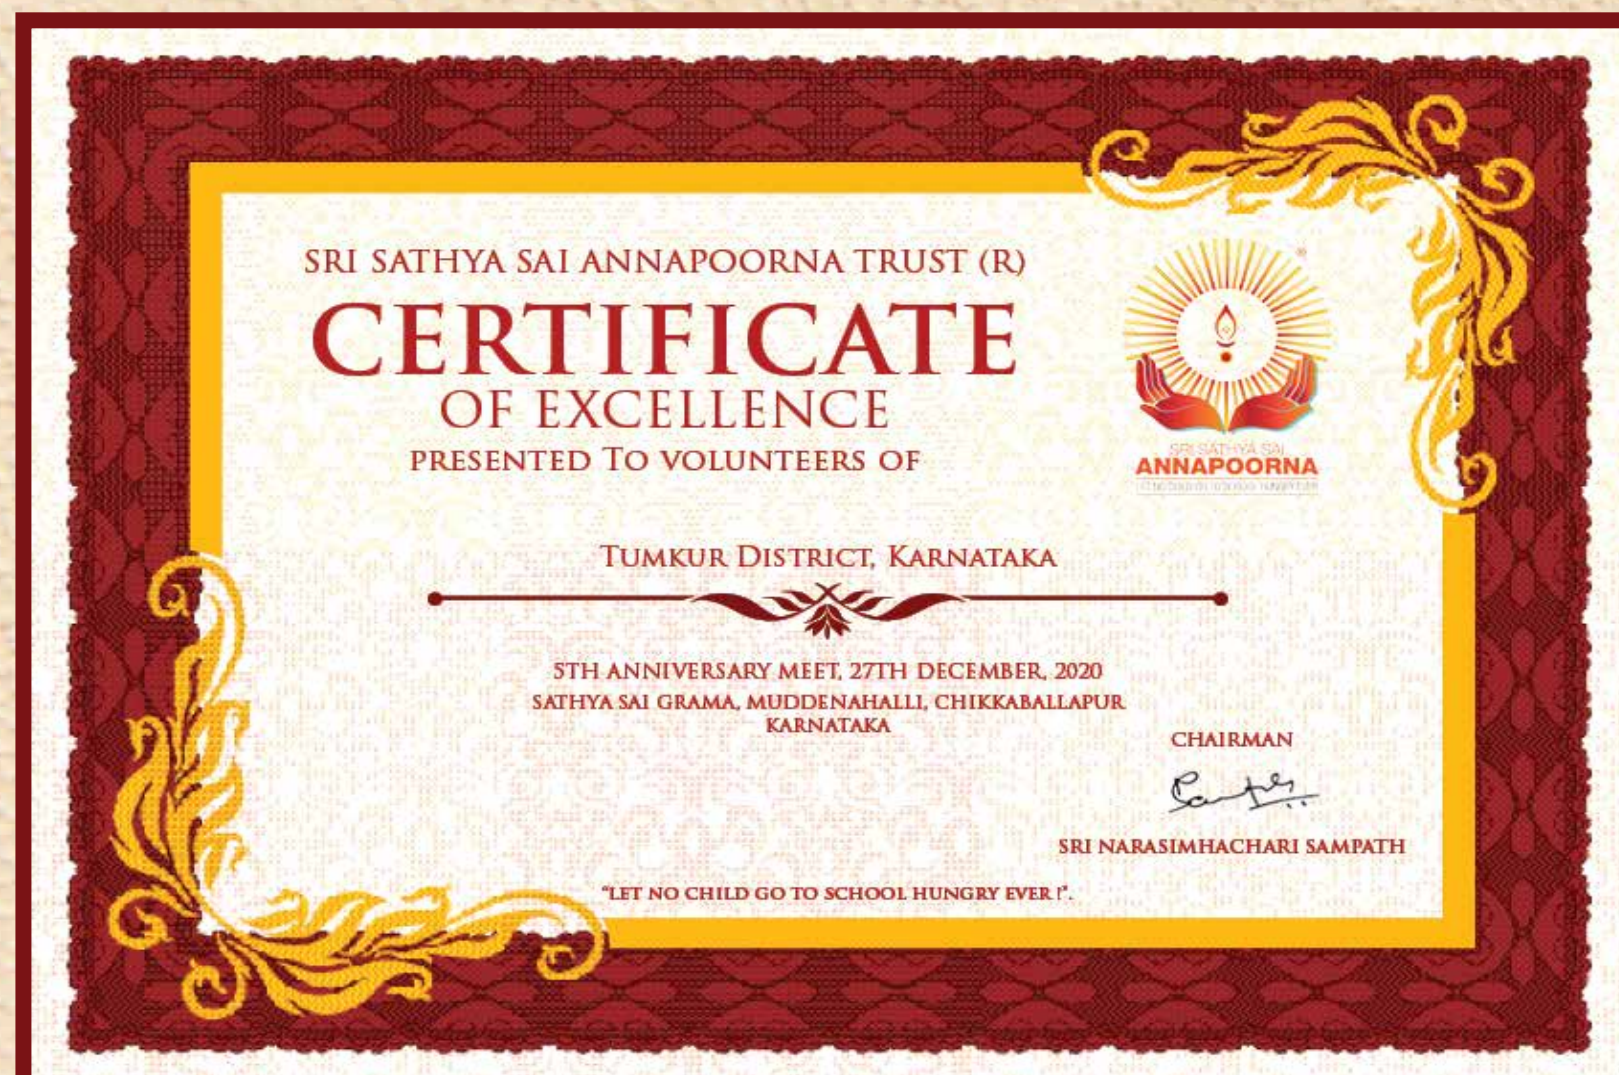 SRI SATHYA SAI ANNAPOORNA TRUST (R)
CERTIFICATE
OF EXCELLENCE
PRESENTED TO VOLUNTEERS OF
SRI SATHYA SAI
ANNAPOORNA
TUMKUR DISTRICT, KARNATAKA
5TH ANNIVERSARY MEET, 27TH DECEMBER, 2020
SATHYA SAI GRAMA, MUDDENAHALLI, CHIKKABALLAPUR
KARNATAKA
CHAIRMAN
SRI NARASIMHACHARI SAMPATH
"LET NO CHILD GO TO SCHOOL HUNGRY EVER !".